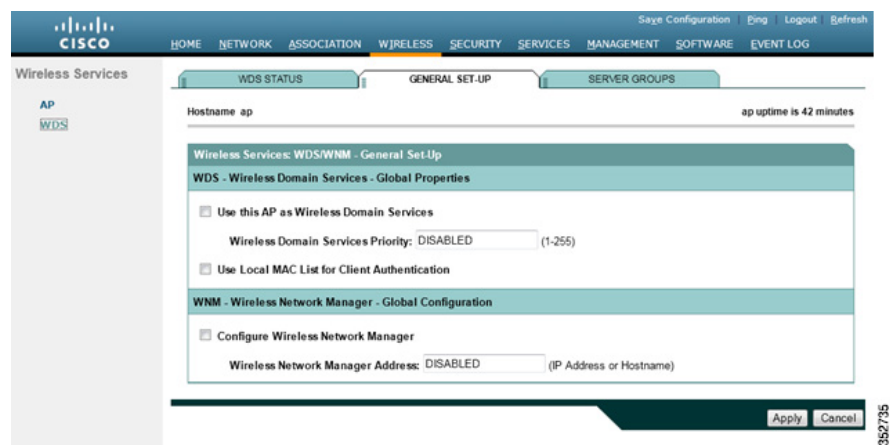 Save Configuration | Ping | Logout | Refresh
CISCO
HOME NETWORK ASSOCIATION WIRELESS SECURITY SERVICES MANAGEMENT SOFTWARE EVENT LOG
Wireless Services
AP
WDS
WDS STATUS GENERAL SET-UP SERVER GROUPS
Hostname ap ap uptime is 42 minutes
Wireless Services: WDS/WNM - General Set-Up
WDS - Wireless Domain Services - Global Properties
Use this AP as Wireless Domain Services
Wireless Domain Services Priority: DISABLED (1-255)
Use Local MAC List for Client Authentication
WNM - Wireless Network Manager - Global Configuration
Configure Wireless Network Manager
Wireless Network Manager Address: DISABLED (IP Address or Hostname)
Apply Cancel
352735